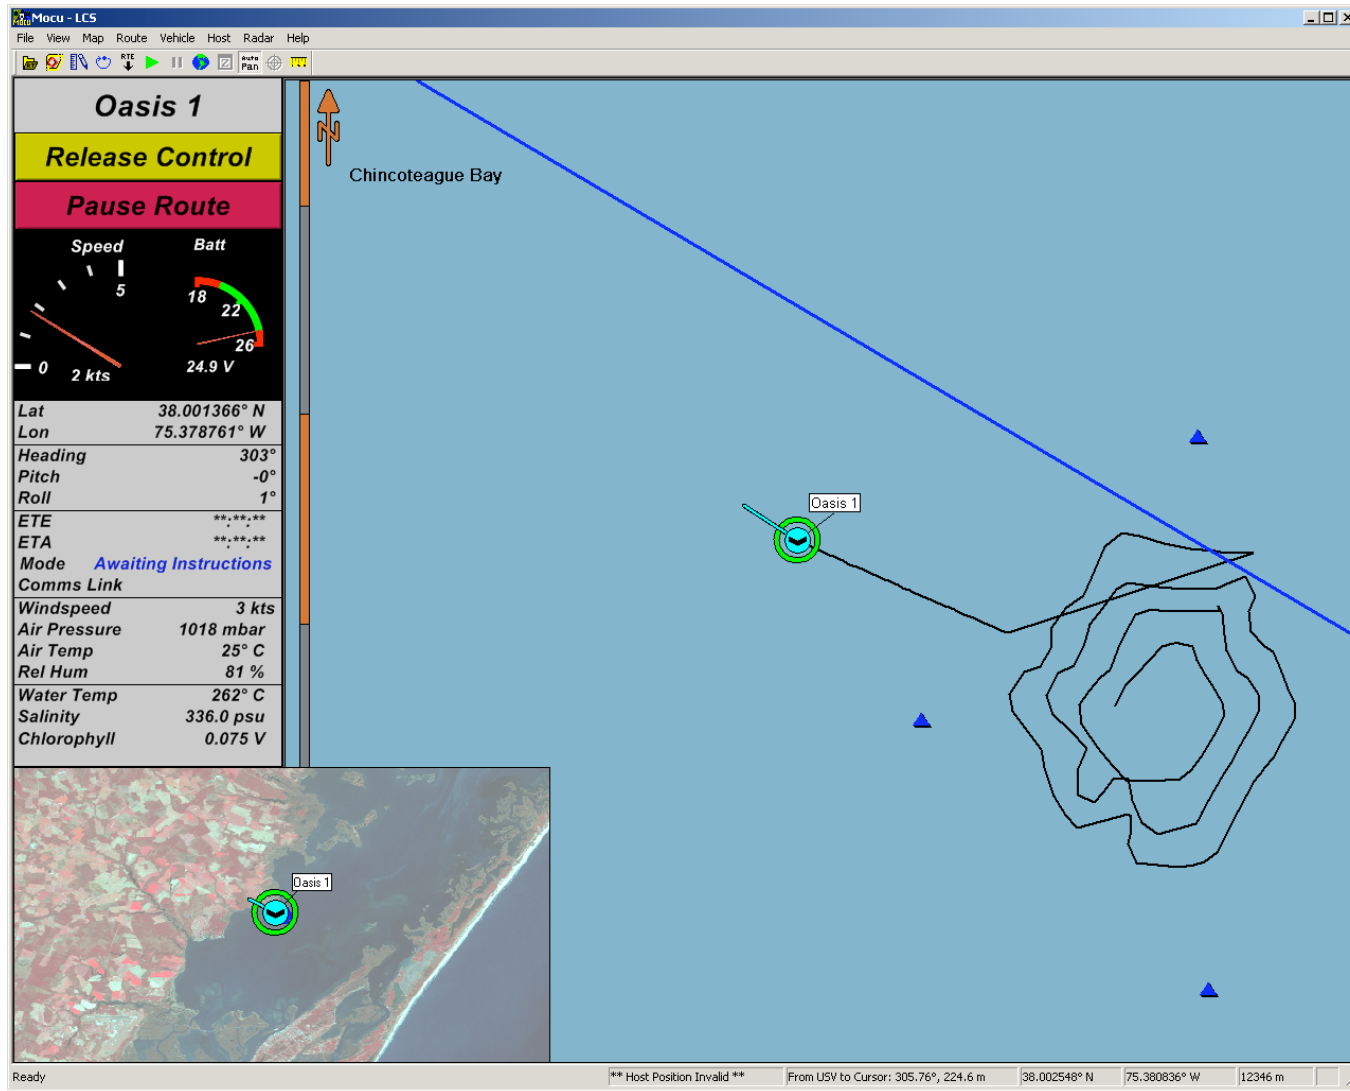 Mocu - LCS
File View Map Route Vehicle Host Radar Help
RTE Auto Pan
Oasis 1
Release Control
Pause Route
Speed Batt
5
18
22
26
0
2 kts
24.9 V
Lat 38.001366° N
Lon 75.378761° W
Heading 303°
Pitch -0°
Roll 1°
ETE **:**:**
ETA **:**:**
Mode Awaiting Instructions
Comms Link
Windspeed 3 kts
Air Pressure 1018 mbar
Air Temp 25° C
Rel Hum 81 %
Water Temp 262° C
Salinity 336.0 psu
Chlorophyll 0.075 V
N
Chincoteague Bay
Oasis 1
Oasis 1
Ready
** Host Position Invalid **
From USV to Cursor: 305.76°, 224.6 m
38.002548° N
75.380836° W
12346 m